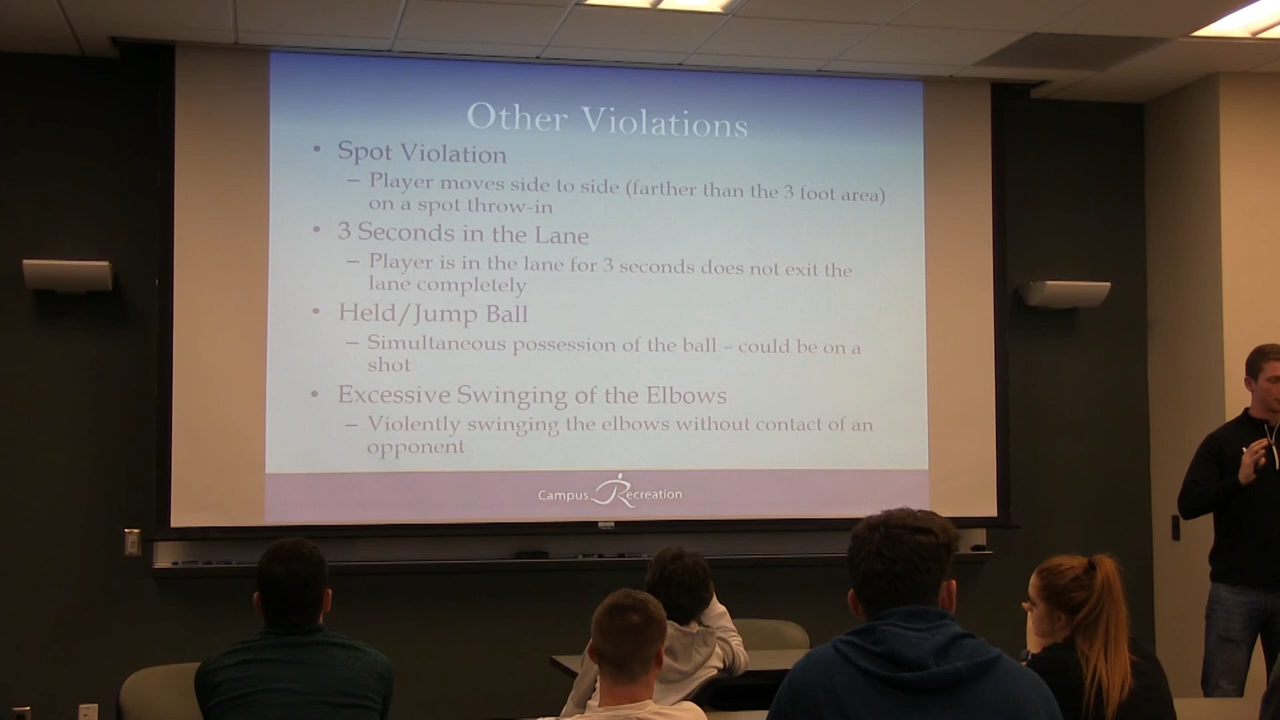 Other Violations
• Spot Violation
– Player moves side to side (farther than the 3 foot area)
on a spot throw-in
• 3 Seconds in the Lane
– Player is in the lane for 3 seconds does not exit the
lane completely
• Held/Jump Ball
– Simultaneous possession of the ball – could be on a
shot
• Excessive Swinging of the Elbows
– Violently swinging the elbows without contact of an
opponent
Campus Recreation